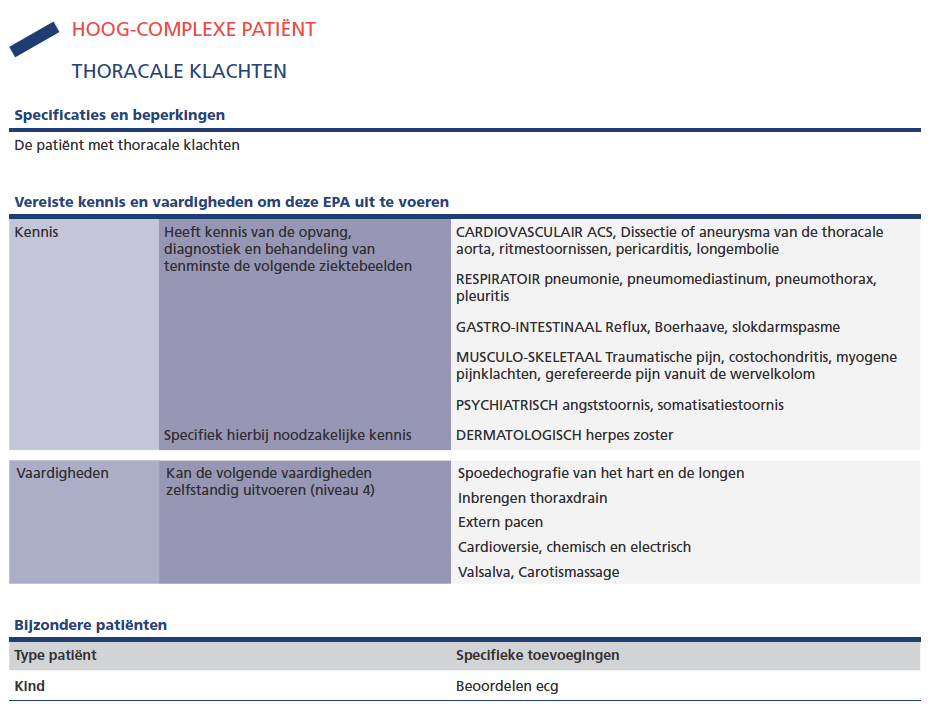 HOOG-COMPLEXE PATIËNT
THORACALE KLACHTEN
Specificaties en beperkingen
De patiënt met thoracale klachten
Vereiste kennis en vaardigheden om deze EPA uit te voeren
Kennis
Heeft kennis van de opvang,
diagnostiek en behandeling van
tenminste de volgende ziektebeelden
CARDIOVASCULAIR ACS, Dissectie of aneurysma van de thoracale
aorta, ritmestoornissen, pericarditis, longembolie
RESPIRATOIR pneumonie, pneumomediastinum, pneumothorax,
pleuritis
GASTRO-INTESTINAAL Reflux, Boerhaave, slokdarmspasme
MUSCULO-SKELETAAL Traumatische pijn, costochondritis, myogene
pijnklachten, gerefereerde pijn vanuit de wervelkolom
PSYCHIATRISCH angststoornis, somatisatiestoornis
Specifiek hierbij noodzakelijke kennis
DERMATOLOGISCH herpes zoster
Vaardigheden
Kan de volgende vaardigheden
zelfstandig uitvoeren (niveau 4)
Spoedechografie van het hart en de longen
Inbrengen thoraxdrain
Extern pacen
Cardioversie, chemisch en electrisch
Valsalva, Carotismassage
Bijzondere patiënten
Type patiënt
Specifieke toevoegingen
Kind
Beoordelen ecg